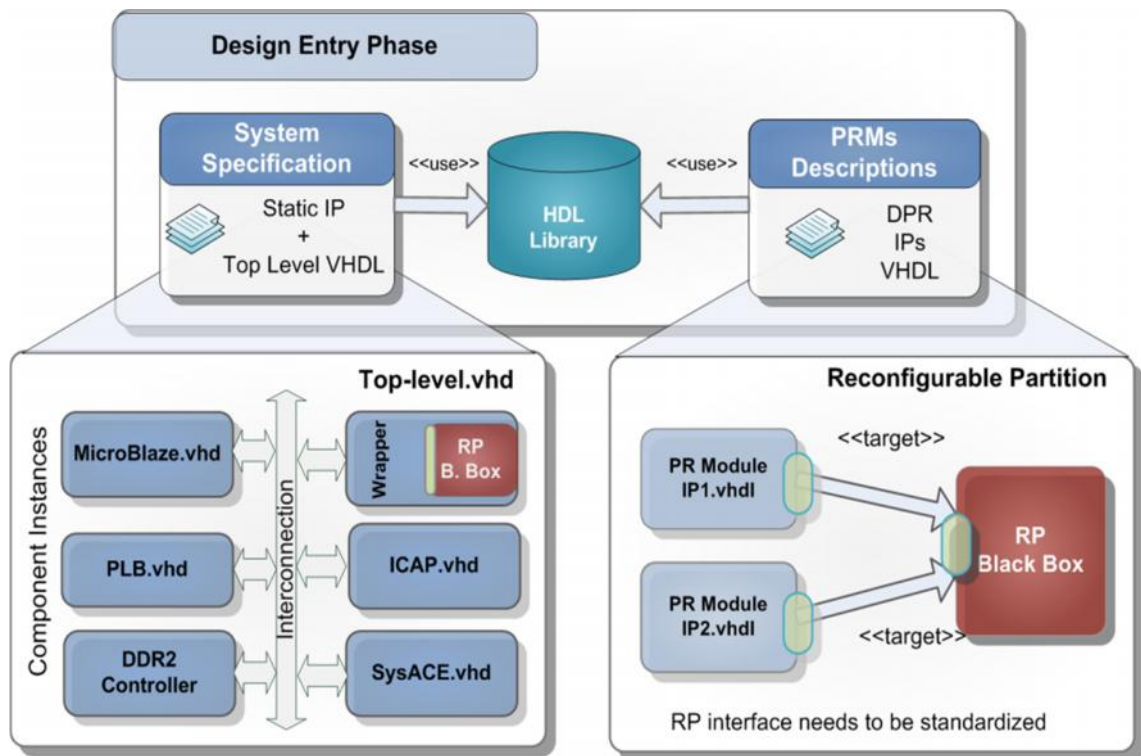 Design Entry Phase
System
Specification
Static IP
+
Top Level VHDL
<<use>>
HDL
Library
<<use>>
PRMs
Descriptions
DPR
IPs
VHDL
Top-level.vhd
Component Instances
MicroBlaze.vhd
PLB.vhd
DDR2
Controller
Interconnection
Wrapper
RP
B. Box
ICAP.vhd
SysACE.vhd
Reconfigurable Partition
<<target>>
PR Module
IP1.vhdl
RP
Black Box
PR Module
IP2.vhdl
<<target>>
RP interface needs to be standardized